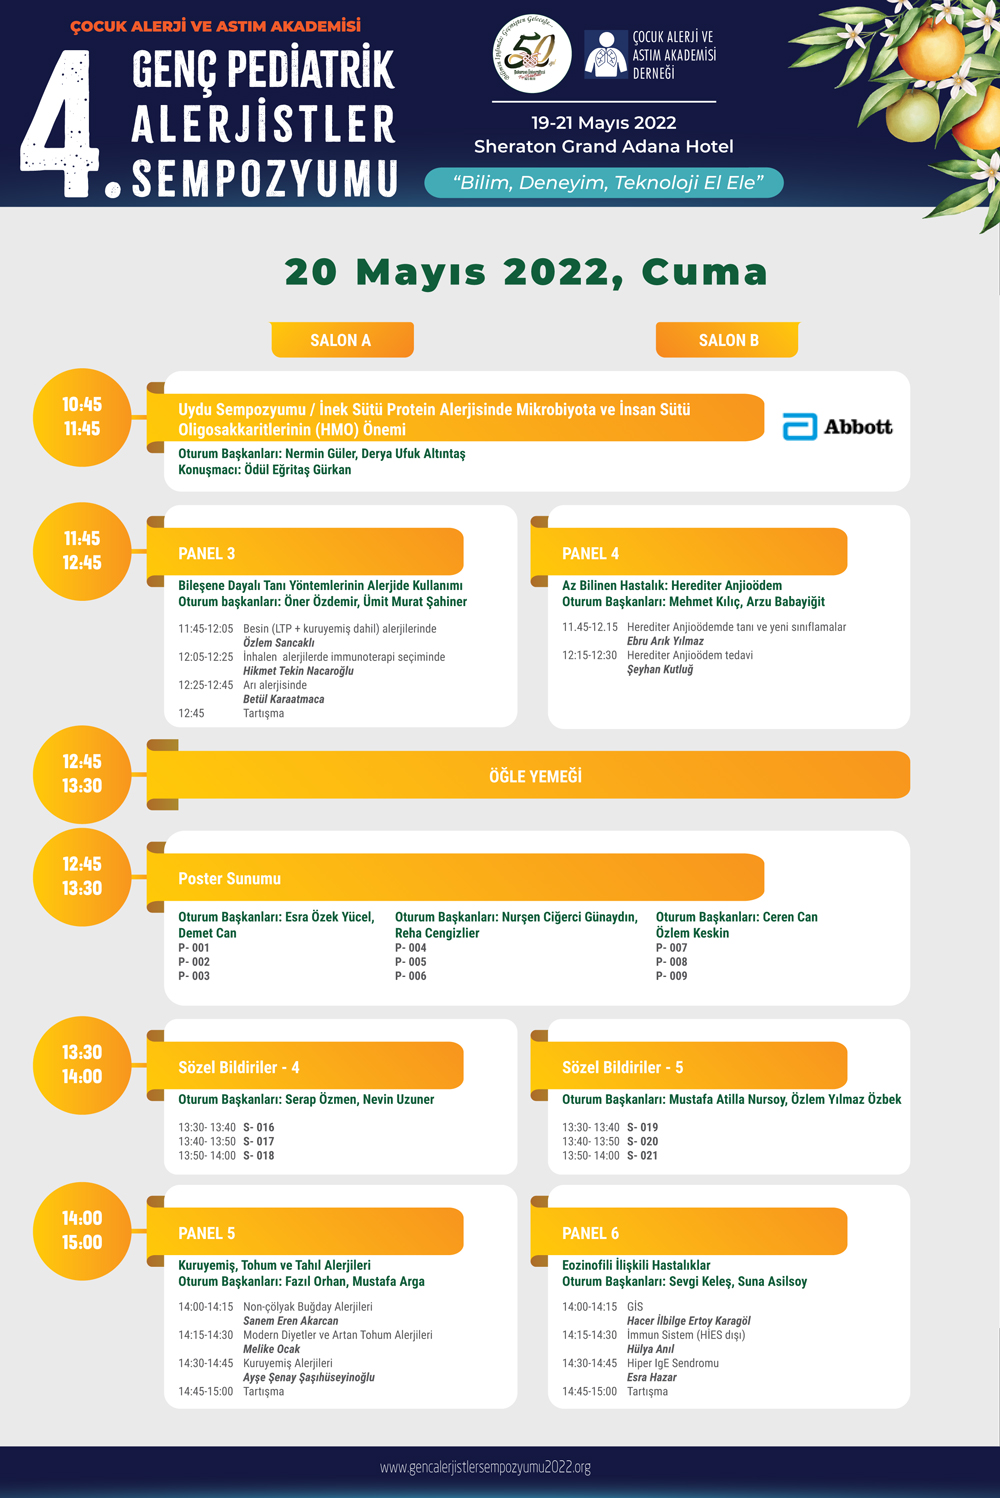 ÇOCUK ALERJİ VE ASTIM AKADEMİSİ
4. GENÇ PEDİATRİK
ALERJİSTLER
SEMPOZYUMU
50
ÇOCUK ALERJİ VE
ASTIM AKADEMİSİ
DERNEĞİ
19-21 Mayıs 2022
Sheraton Grand Adana Hotel
“Bilim, Deneyim, Teknoloji El Ele”
20 Mayıs 2022, Cuma
SALON A
SALON B
10:45
11:45
Uydu Sempozyumu / İnek Sütü Protein Alerjisinde Mikrobiyota ve İnsan Sütü
Oligosakkaritlerinin (HMO) Önemi
Abbott
Oturum Başkanları: Nermin Güler, Derya Ufuk Altıntaş
Konuşmacı: Ödül Eğritaş Gürkan
11:45
12:45
PANEL 3
Bileşene Dayalı Tanı Yöntemlerinin Alerjide Kullanımı
Oturum başkanları: Öner Özdemir, Ümit Murat Şahiner
11:45-12:05 Besin (LTP + kuruyemiş dahil) alerjilerinde
Özlem Sancaklı
12:05-12:25 İnhalen alerjilerde immunoterapi seçiminde
Hikmet Tekin Nacaroğlu
12:25-12:45 Arı alerjisinde
Betül Karaatmaca
12:45 Tartışma
PANEL 4
Az Bilinen Hastalık: Herediter Anjioödem
Oturum Başkanları: Mehmet Kılıç, Arzu Babayiğit
11.45-12.15 Herediter Anjioödemde tanı ve yeni sınıflamalar
Ebru Arık Yılmaz
12:15-12:30 Herediter Anjioödem tedavi
Şeyhan Kutluğ
12:45
13:30
ÖĞLE YEMEĞİ
12:45
13:30
Poster Sunumu
Oturum Başkanları: Esra Özek Yücel,
Demet Can
P- 001
P- 002
P- 003
Oturum Başkanları: Nurşen Ciğerci Günaydın,
Reha Cengizlier
P- 004
P- 005
P- 006
Oturum Başkanları: Ceren Can
Özlem Keskin
P- 007
P- 008
P- 009
13:30
14:00
Sözel Bildiriler - 4
Oturum Başkanları: Serap Özmen, Nevin Uzuner
13:30- 13:40 S- 016
13:40- 13:50 S- 017
13:50- 14:00 S- 018
Sözel Bildiriler - 5
Oturum Başkanları: Mustafa Atilla Nursoy, Özlem Yılmaz Özbek
13:30- 13:40 S- 019
13:40- 13:50 S- 020
13:50- 14:00 S- 021
14:00
15:00
PANEL 5
Kuruyemiş, Tohum ve Tahıl Alerjileri
Oturum Başkanları: Fazıl Orhan, Mustafa Arga
14:00-14:15 Non-çölyak Buğday Alerjileri
Sanem Eren Akarcan
14:15-14:30 Modern Diyetler ve Artan Tohum Alerjileri
Melike Ocak
14:30-14:45 Kuruyemiş Alerjileri
Ayşe Şenay Şaşıhüseyinoğlu
14:45-15:00 Tartışma
PANEL 6
Eozinofili İlişkili Hastalıklar
Oturum Başkanları: Sevgi Keleş, Suna Asilsoy
14:00-14:15 GİS
Hacer İlbilge Ertoy Karagöl
14:15-14:30 İmmun Sistem (HİES dışı)
Hülya Anıl
14:30-14:45 Hiper IgE Sendromu
Esra Hazar
14:45-15:00 Tartışma
www.gencalerjistlersempozyumu2022.org